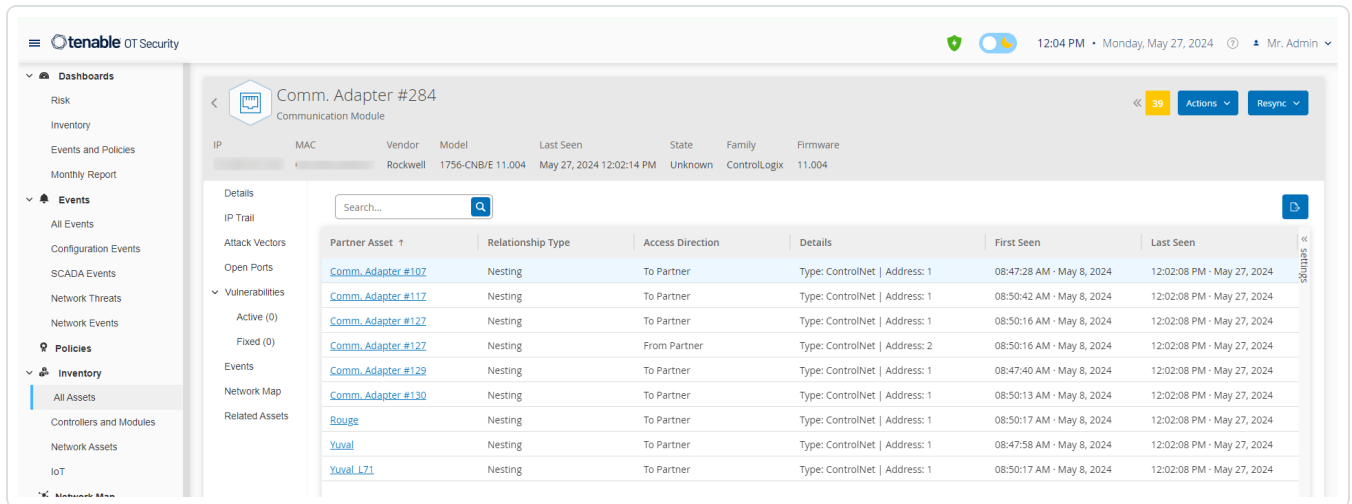 tenable OT Security
12:04 PM • Monday, May 27, 2024 ? Mr. Admin
Dashboards
Risk
Inventory
Events and Policies
Monthly Report
Events
All Events
Configuration Events
SCADA Events
Network Threats
Network Events
Policies
Inventory
All Assets
Controllers and Modules
Network Assets
IoT
Network Map
Comm. Adapter #284
Communication Module
39 Actions Resync
IP MAC Vendor Model Last Seen State Family Firmware
Rockwell 1756-CNB/E 11.004 May 27, 2024 12:02:14 PM Unknown ControlLogix 11.004
Details
IP Trail
Attack Vectors
Open Ports
Vulnerabilities
Active (0)
Fixed (0)
Events
Network Map
Related Assets
Search...
Partner Asset ↑ Relationship Type Access Direction Details First Seen Last Seen
Comm. Adapter #107 Nesting To Partner Type: ControlNet | Address: 1 08:47:28 AM · May 8, 2024 12:02:08 PM · May 27, 2024
Comm. Adapter #117 Nesting To Partner Type: ControlNet | Address: 1 08:50:42 AM · May 8, 2024 12:02:08 PM · May 27, 2024
Comm. Adapter #127 Nesting To Partner Type: ControlNet | Address: 1 08:50:16 AM · May 8, 2024 12:02:08 PM · May 27, 2024
Comm. Adapter #127 Nesting From Partner Type: ControlNet | Address: 2 08:50:16 AM · May 8, 2024 12:02:08 PM · May 27, 2024
Comm. Adapter #129 Nesting To Partner Type: ControlNet | Address: 1 08:47:40 AM · May 8, 2024 12:02:08 PM · May 27, 2024
Comm. Adapter #130 Nesting To Partner Type: ControlNet | Address: 1 08:50:13 AM · May 8, 2024 12:02:08 PM · May 27, 2024
Rouge Nesting To Partner Type: ControlNet | Address: 1 08:50:17 AM · May 8, 2024 12:02:08 PM · May 27, 2024
Yuval Nesting To Partner Type: ControlNet | Address: 1 08:47:58 AM · May 8, 2024 12:02:08 PM · May 27, 2024
Yuval_L71 Nesting To Partner Type: ControlNet | Address: 1 08:50:17 AM · May 8, 2024 12:02:08 PM · May 27, 2024
settings